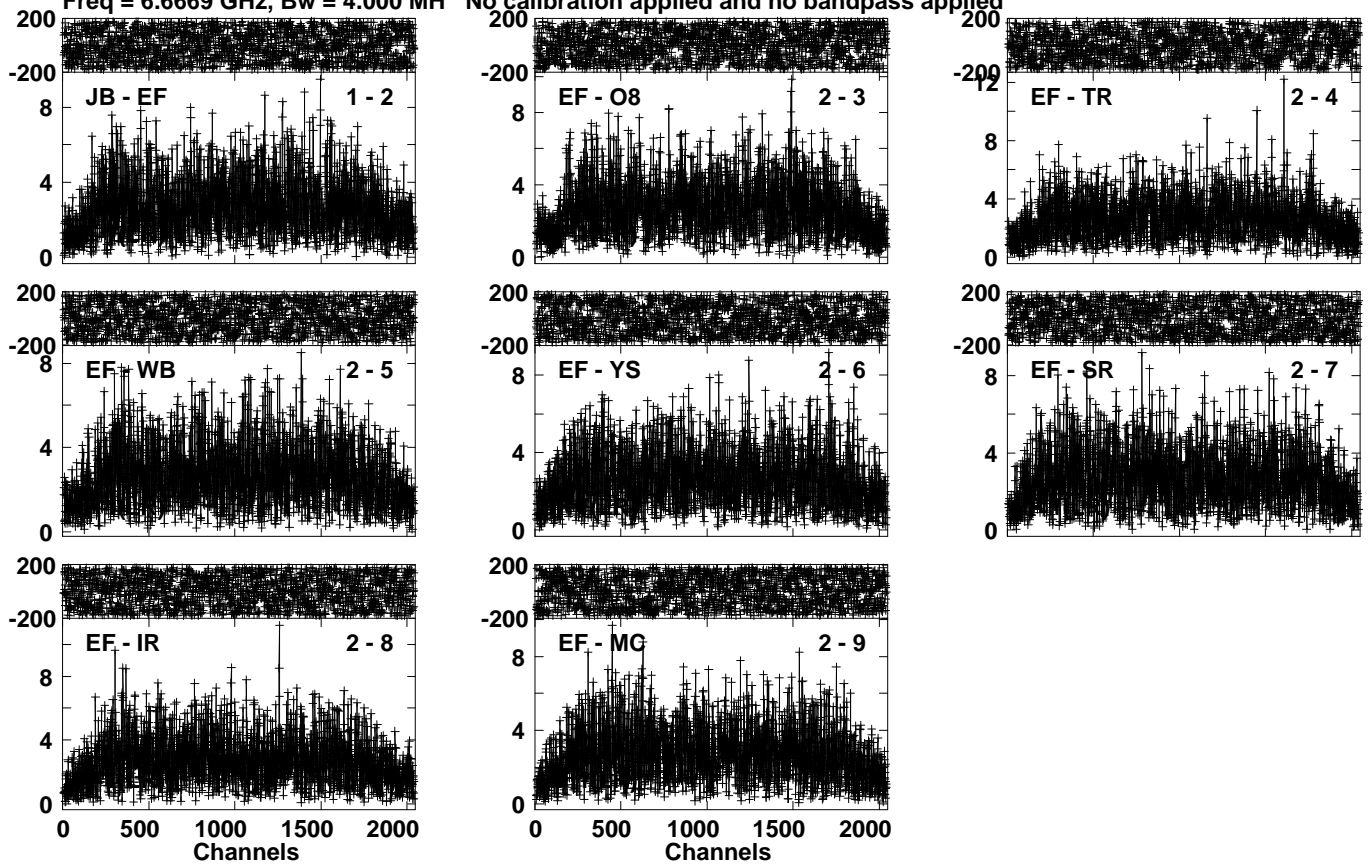 Freq = 6.6669 GHz, Bw = 4.000 MH No calibration applied and no bandpass applied
200 200 200
-200 -200 -200
JB - EF 1 - 2 EF - O8 2 - 3 EF - TR 2 - 4
12
8 8 8
4 4 4
0 0 0
200 200 200
-200 -200 -200
EF - WB 2 - 5 EF - YS 2 - 6 EF - SR 2 - 7
8 8 8
4 4 4
0 0 0
200 200
-200 -200
EF - IR 2 - 8 EF - MC 2 - 9
8 8
4 4
0 0
0 500 1000 1500 2000 0 500 1000 1500 2000
Channels Channels